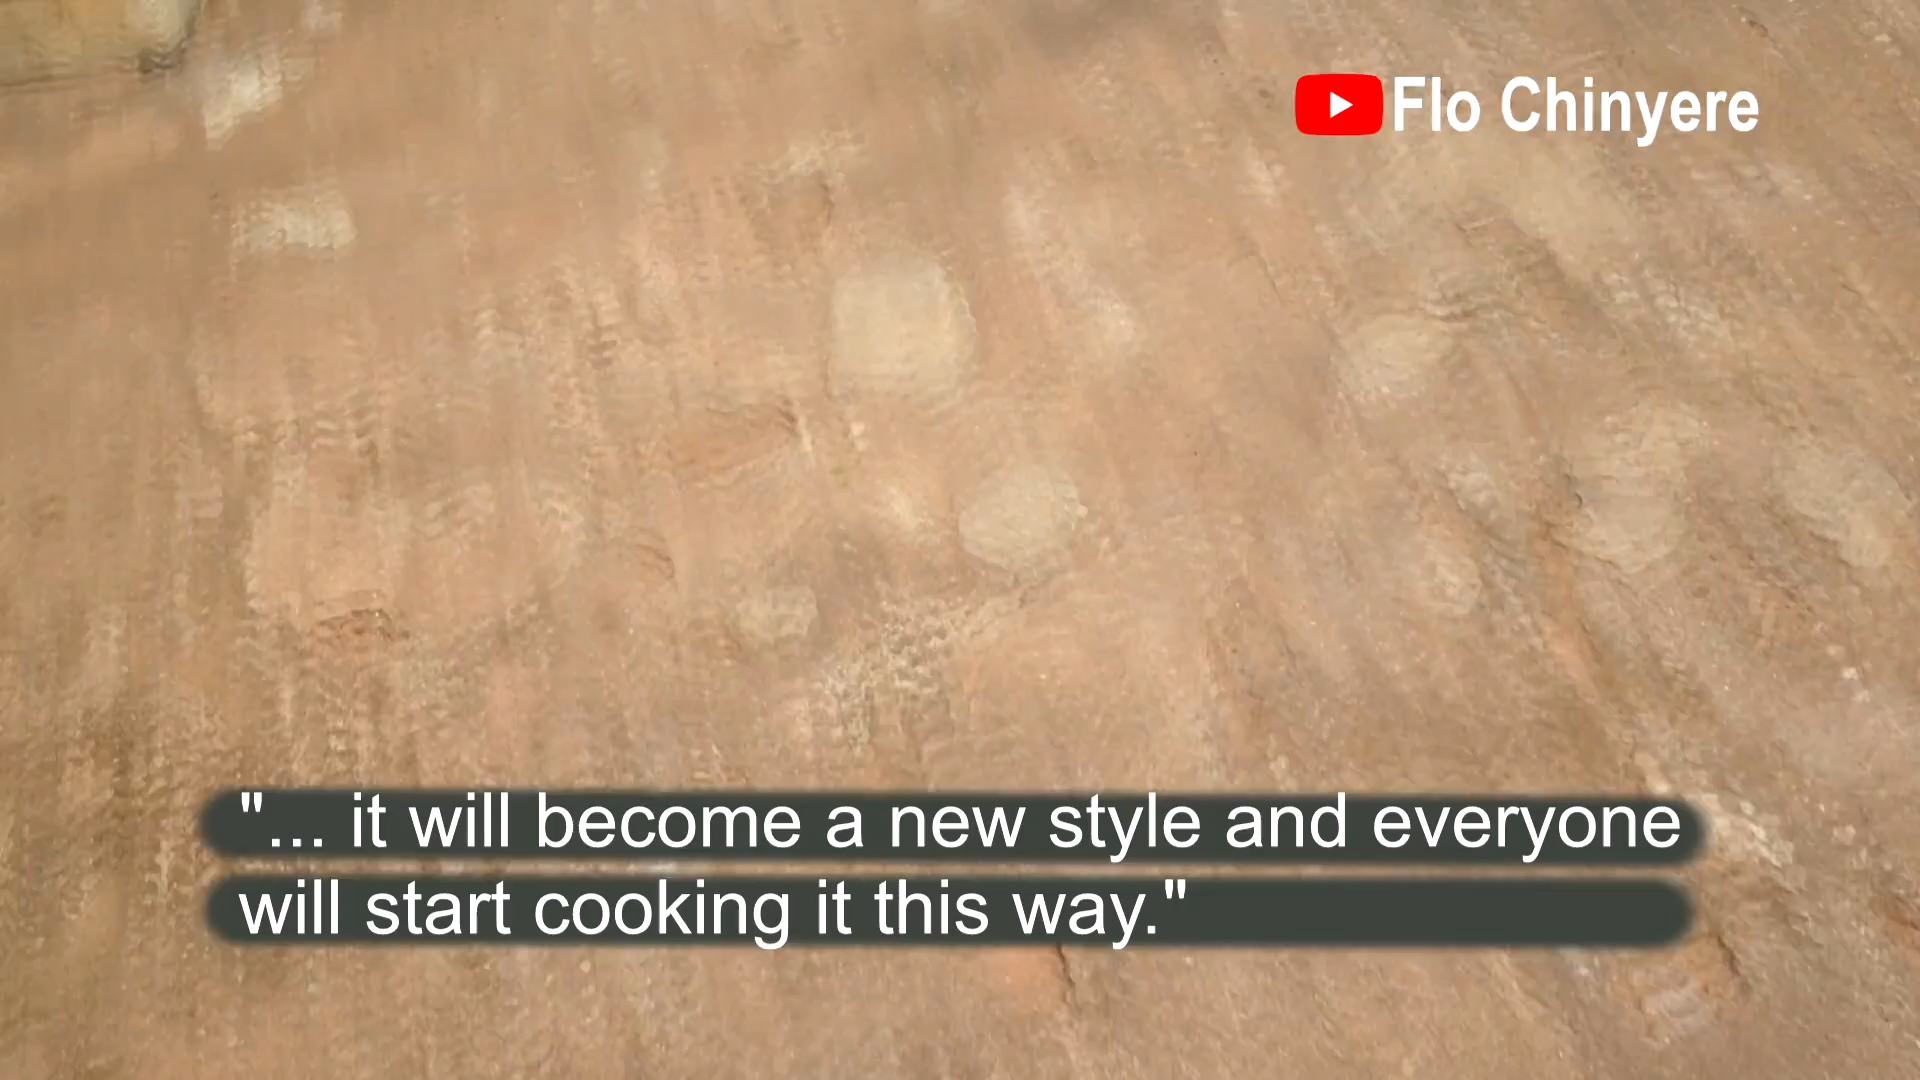 Flo Chinyere
"... it will become a new style and everyone
will start cooking it this way."